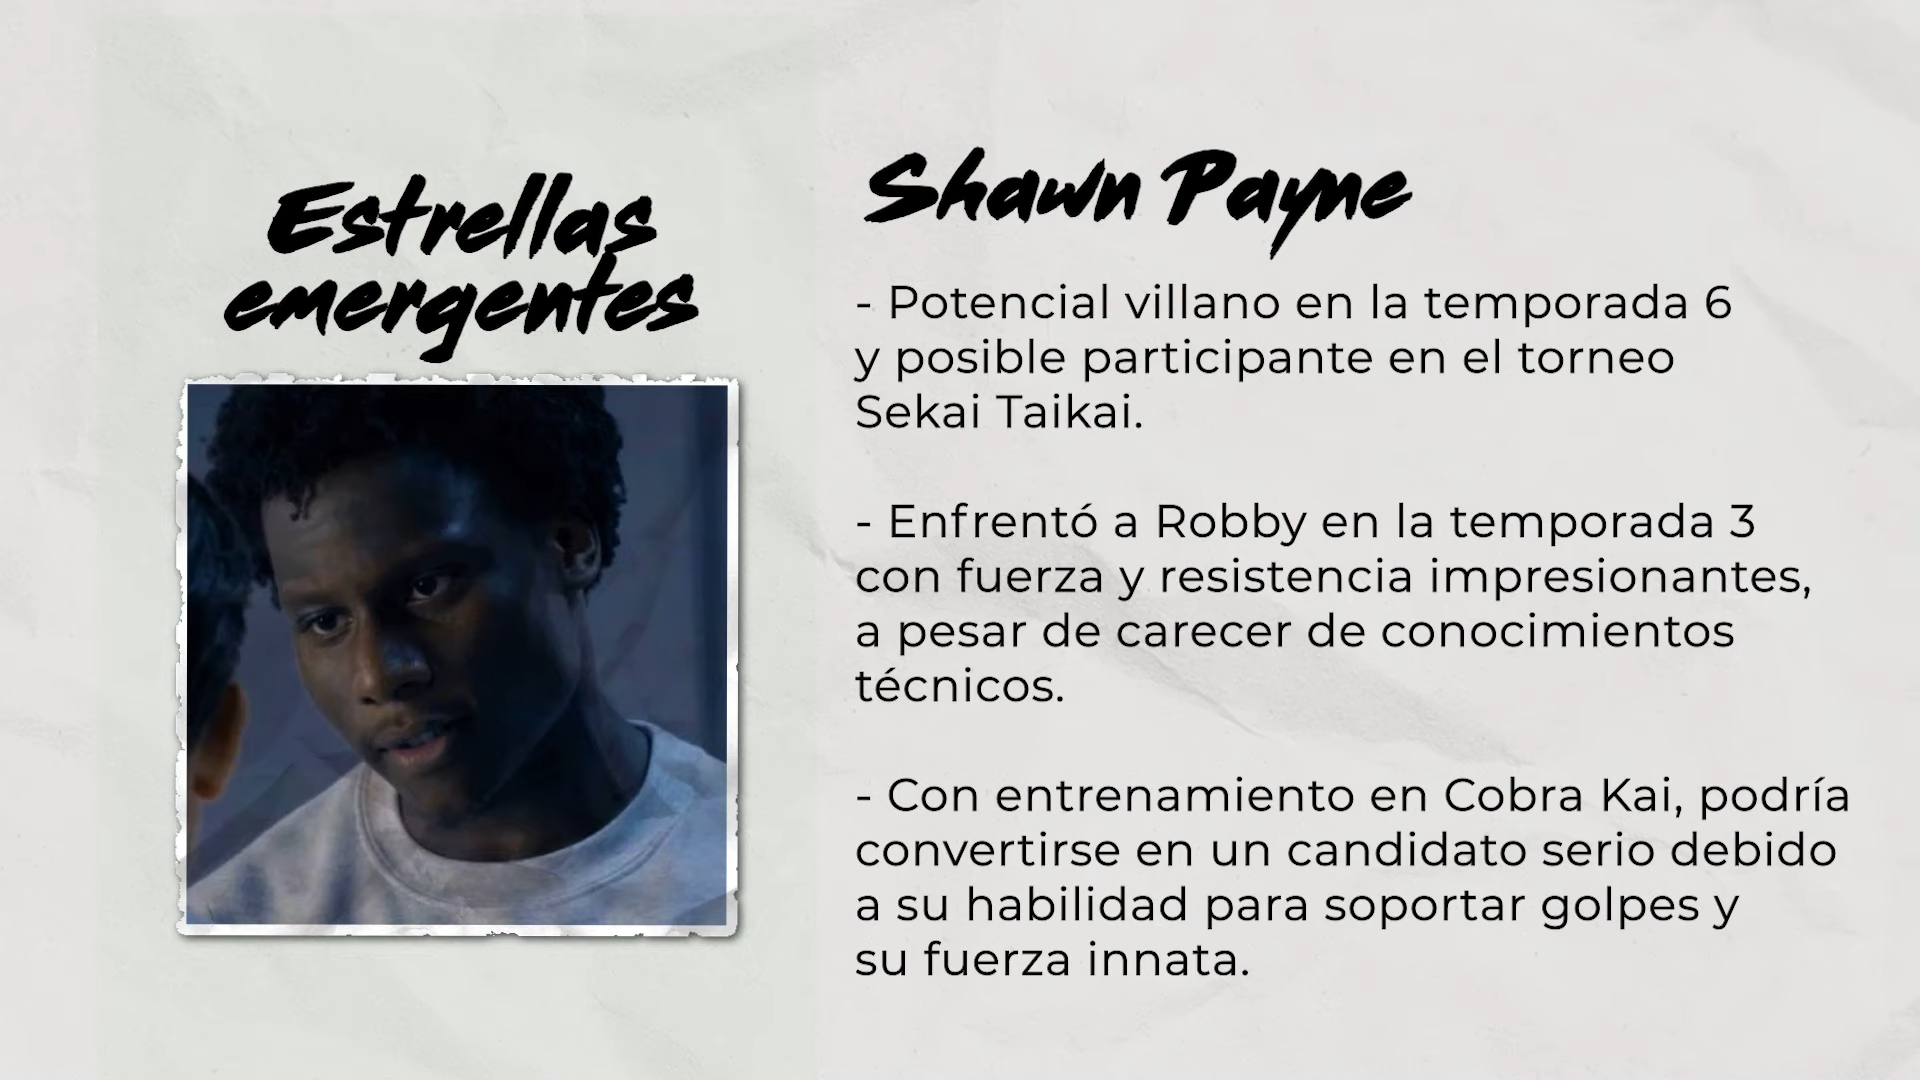 Estrellas
emergentes
Shawn Payne
- Potencial villano en la temporada 6
y posible participante en el torneo
Sekai Taikai.
- Enfrentó a Robby en la temporada 3
con fuerza y resistencia impresionantes,
a pesar de carecer de conocimientos
técnicos.
- Con entrenamiento en Cobra Kai, podría
convertirse en un candidato serio debido
a su habilidad para soportar golpes y
su fuerza innata.